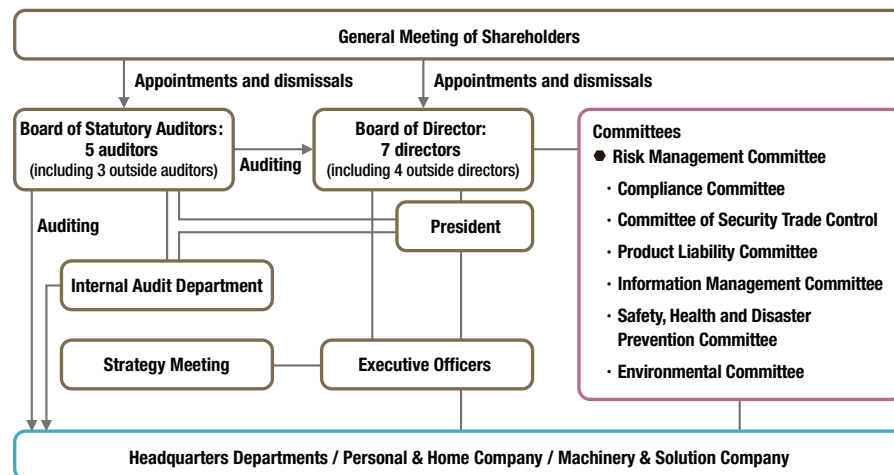 General Meeting of Shareholders
Appointments and dismissals
Appointments and dismissals
Board of Statutory Auditors:
5 auditors
(including 3 outside auditors)
Auditing
Board of Director:
7 directors
(including 4 outside directors)
Committees
Risk Management Committee
・Compliance Committee
・Committee of Security Trade Control
・Product Liability Committee
・Information Management Committee
・Safety, Health and Disaster
Prevention Committee
・Environmental Committee
Auditing
President
Internal Audit Department
Strategy Meeting
Executive Officers
Headquarters Departments / Personal & Home Company / Machinery & Solution Company